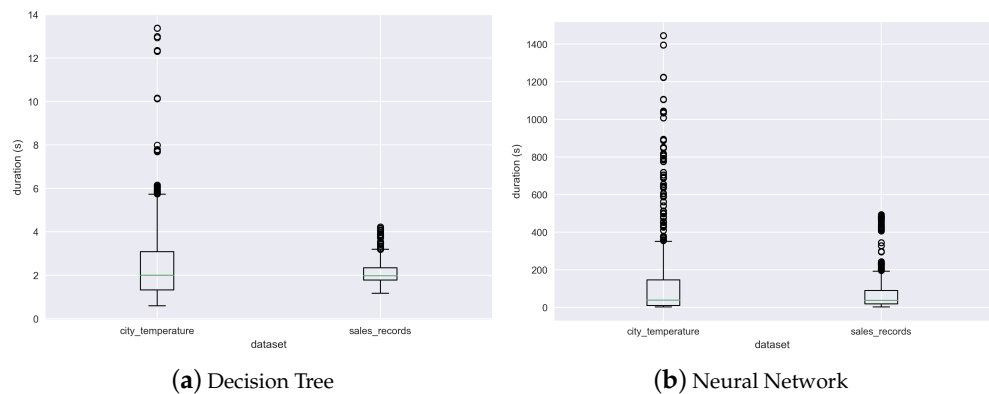 14
12
10
8
6
4
2
0
duration (s)
city_temperature sales_records
dataset
(a) Decision Tree
1400
1200
1000
800
600
400
200
0
duration (s)
city_temperature sales_records
dataset
(b) Neural Network